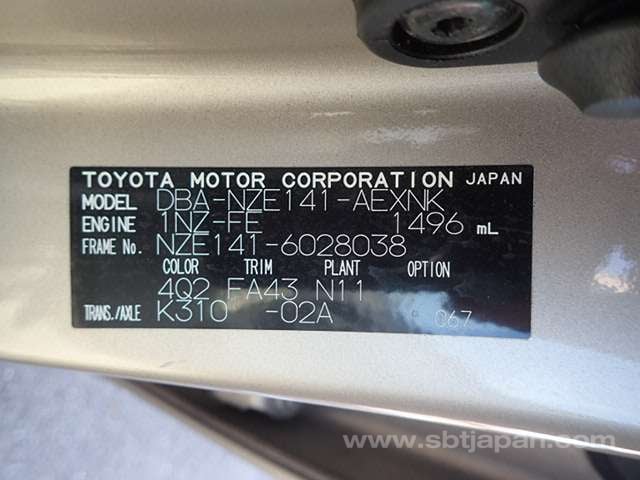 TOYOTA MOTOR CORPORATION JAPAN
MODEL DBA-NZE141-AEXNK
ENGINE 1NZ-FE 1496 mL
FRAME No. NZE141-6028038
COLOR TRIM PLANT OPTION
4Q2 FA43 N11
TRANS./AXLE K310 -02A 067
www.sbtjapan.com